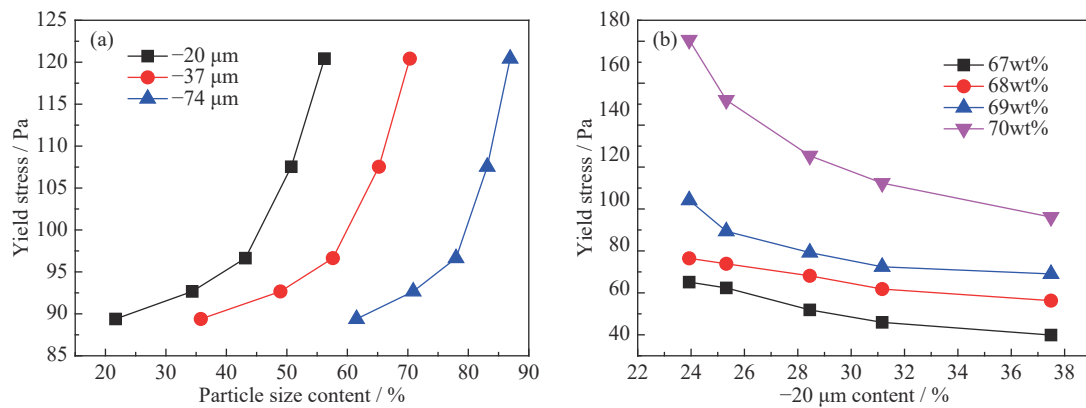 (a)
−20 μm
−37 μm
−74 μm
Yield stress / Pa
125
120
115
110
105
100
95
90
85
20 30 40 50 60 70 80 90
Particle size content / %
(b)
67wt%
68wt%
69wt%
70wt%
Yield stress / Pa
180
160
140
120
100
80
60
40
22 24 26 28 30 32 34 36 38
−20 μm content / %